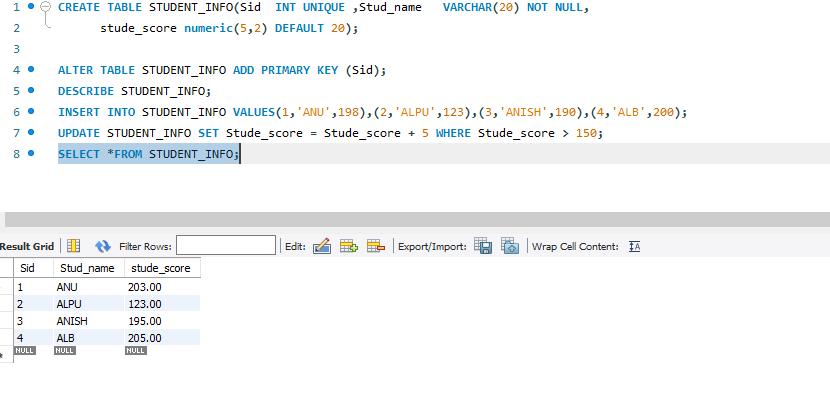 1 CREATE TABLE STUDENT_INFO(Sid INT UNIQUE ,Stud_name VARCHAR(20) NOT NULL,
2 stude_score numeric(5,2) DEFAULT 20);
3
4 ALTER TABLE STUDENT_INFO ADD PRIMARY KEY (Sid);
5 DESCRIBE STUDENT_INFO;
6 INSERT INTO STUDENT_INFO VALUES(1,'ANU',198),(2,'ALPU',123),(3,'ANISH',190),(4,'ALB',200);
7 UPDATE STUDENT_INFO SET Stude_score = Stude_score + 5 WHERE Stude_score > 150;
8 SELECT *FROM STUDENT_INFO;
Result Grid Filter Rows: Edit: Export/Import: Wrap Cell Content: IA
Sid Stud_name stude_score
1 ANU 203.00
2 ALPU 123.00
3 ANISH 195.00
4 ALB 205.00
* NULL NULL NULL